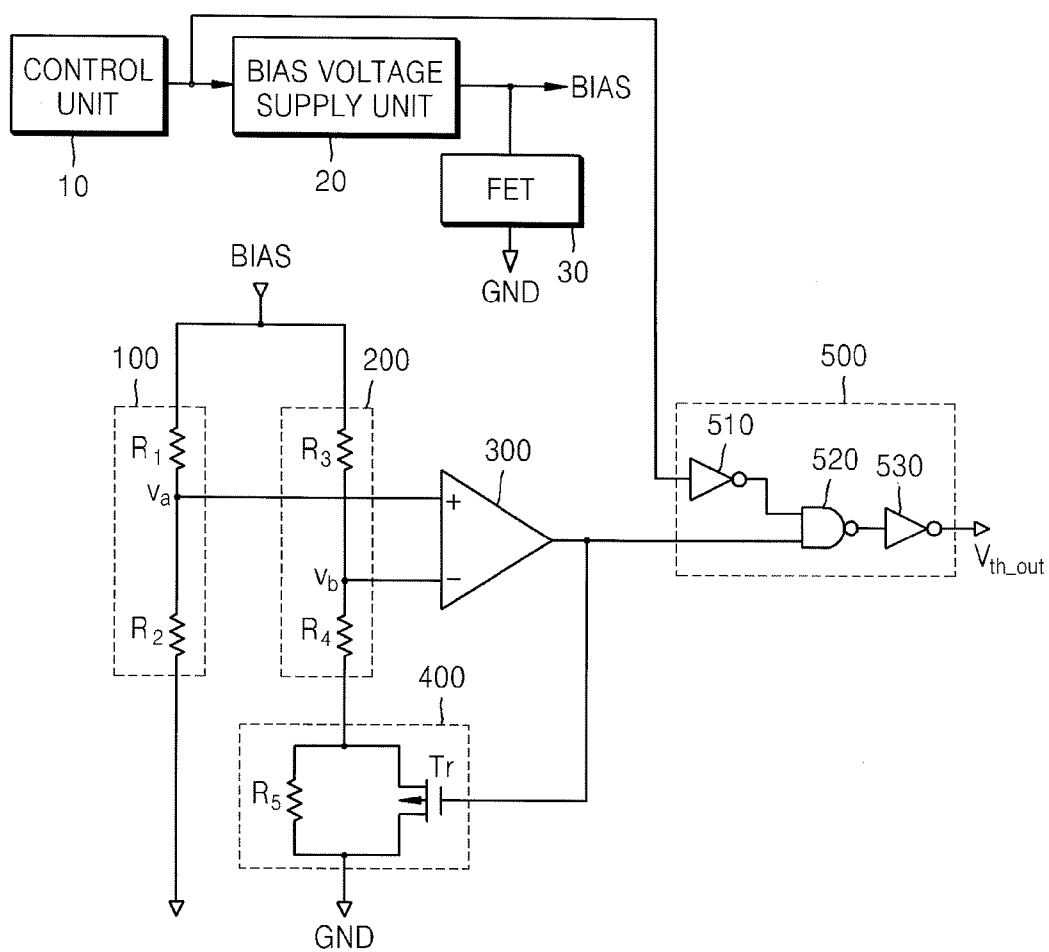 CONTROL
UNIT
10
BIAS VOLTAGE
SUPPLY UNIT
20
BIAS
FET
30
GND
BIAS
100
200
500
R1
R3
300
510
520
530
Va
+
Vb
−
Vth_out
R2
R4
400
R5
Tr
GND